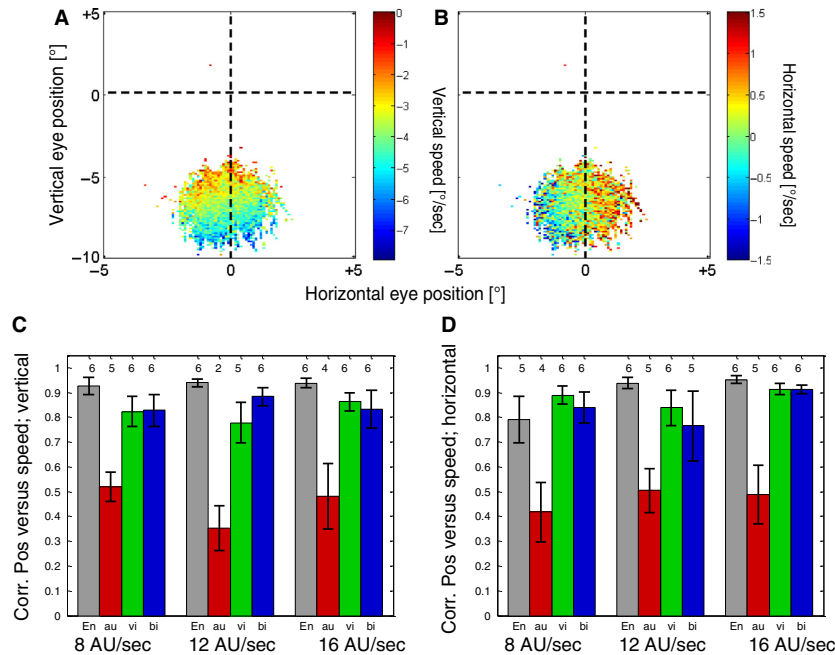 A
B
+5
0
−5
−10
Vertical eye position [°]
0
−1
−2
−3
−4
−5
−6
−7
Vertical speed [°/sec]
1.5
1
0.5
0
−0.5
−1
−1.5
Horizontal speed [°/sec]
−5
0
+5
−5
0
+5
Horizontal eye position [°]
C
Corr. Pos versus speed; vertical
1
0.9
0.8
0.7
0.6
0.5
0.4
0.3
0.2
0.1
0
6 5 6 6
6 2 5 6
6 4 6 6
En au vi bi
En au vi bi
En au vi bi
8 AU/sec
12 AU/sec
16 AU/sec
D
Corr. Pos versus speed; horizontal
1
0.9
0.8
0.7
0.6
0.5
0.4
0.3
0.2
0.1
0
5 4 6 6
6 5 6 5
6 5 6 6
En au vi bi
En au vi bi
En au vi bi
8 AU/sec
12 AU/sec
16 AU/sec